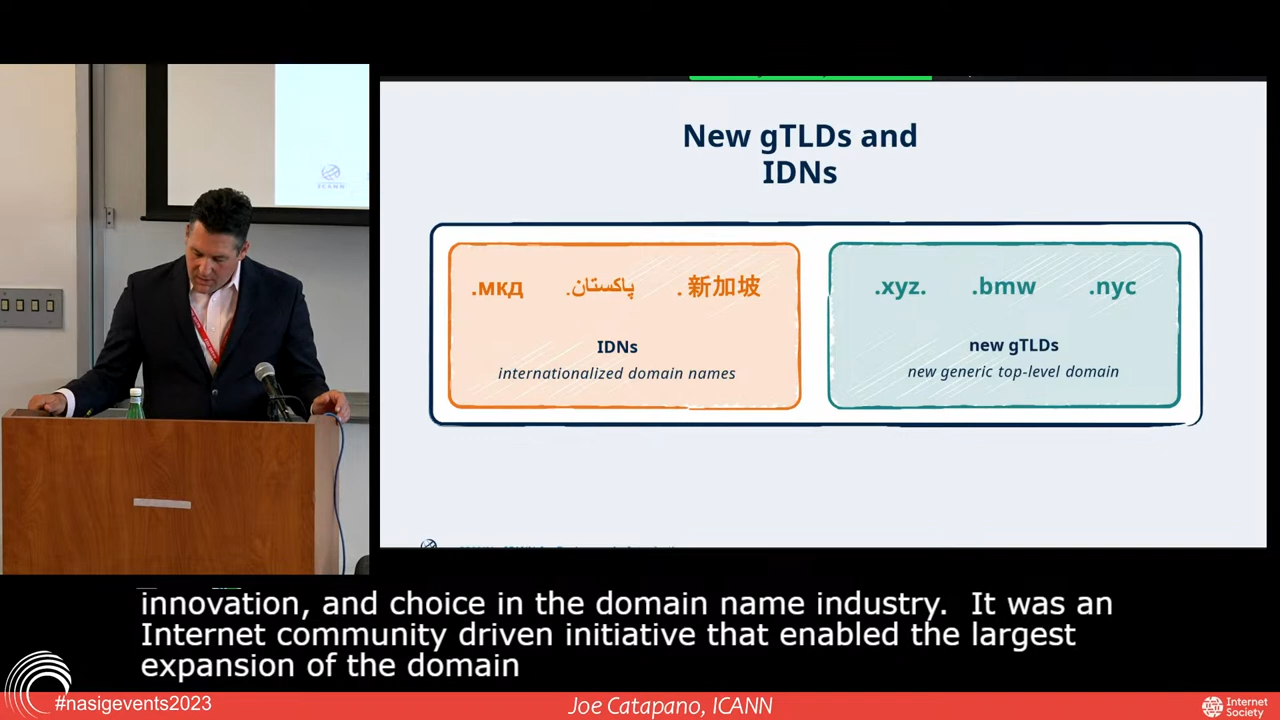 New gTLDs and
IDNs
.мкд
پاکستان.
.新加坡
IDNs
internationalized domain names
.xyz.
.bmw
.nyc
new gTLDs
new generic top-level domain
ICANN
innovation, and choice in the domain name industry. It was an
Internet community driven initiative that enabled the largest
expansion of the domain
#nasigevents2023
Joe Catapano, ICANN
Internet
Society